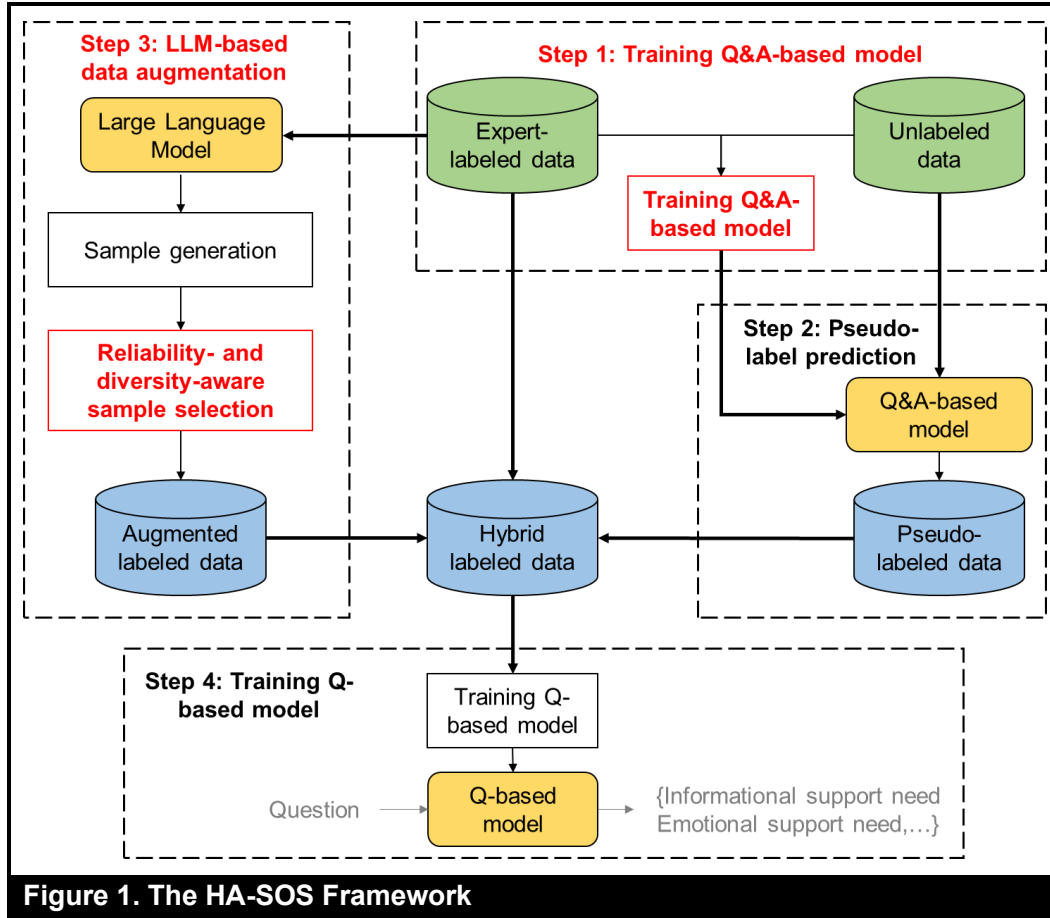 Step 3: LLM-based
data augmentation
Large Language
Model
Sample generation
Reliability- and
diversity-aware
sample selection
Augmented
labeled data
Step 1: Training Q&A-based model
Expert-
labeled data
Unlabeled
data
Training Q&A-
based model
Step 2: Pseudo-
label prediction
Q&A-based
model
Pseudo-
labeled data
Hybrid
labeled data
Step 4: Training Q-
based model
Training Q-
based model
Question
Q-based
model
{Informational support need
Emotional support need,…}
Figure 1. The HA-SOS Framework